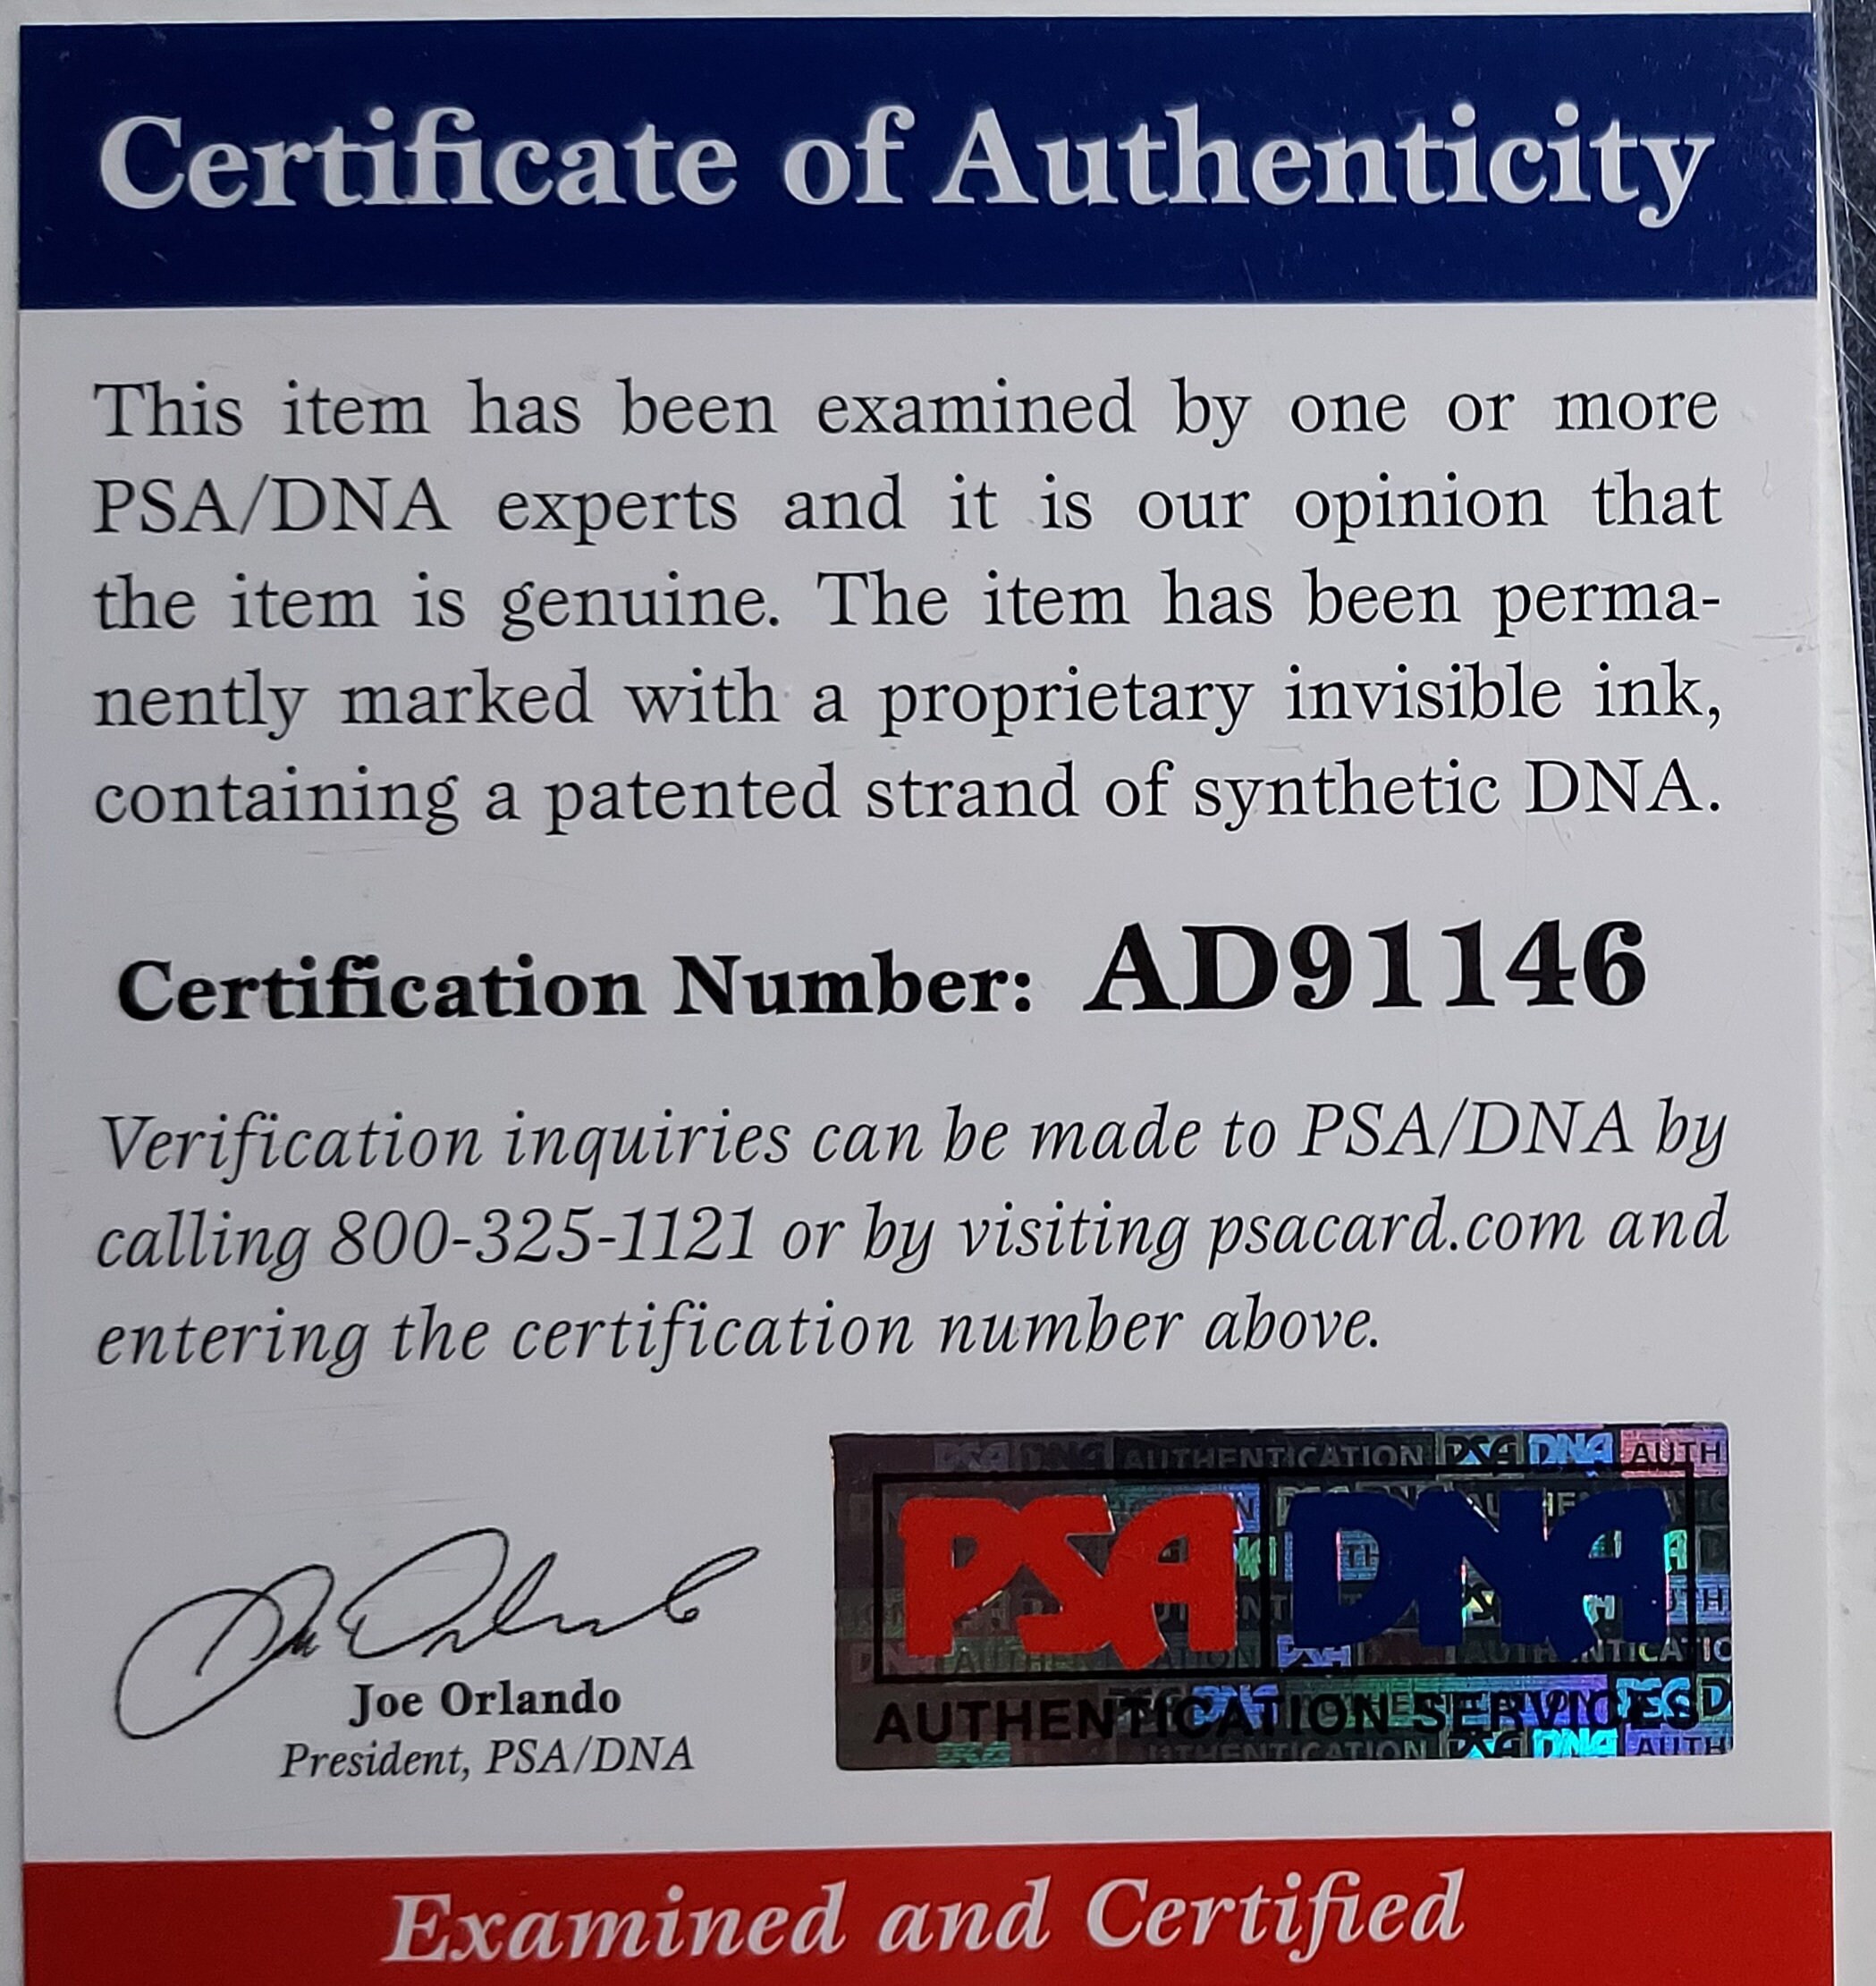 Certificate of Authenticity
This item has been examined by one or more
PSA/DNA experts and it is our opinion that
the item is genuine. The item has been perma-
nently marked with a proprietary invisible ink,
containing a patented strand of synthetic DNA.
Certification Number: AD91146
Verification inquiries can be made to PSA/DNA by
calling 800-325-1121 or by visiting psacard.com and
entering the certification number above.
Joe Orlando
President, PSA/DNA
AUTHENTICATION PSA DNA AUTH
PSA DNA
AUTHENTICATION SERVICES
Examined and Certified